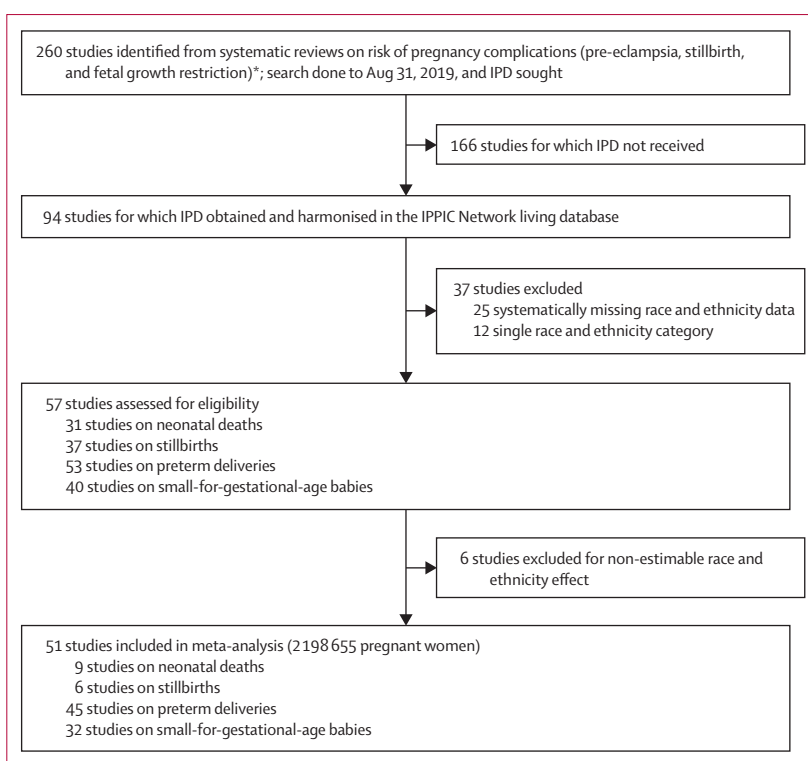 260 studies identified from systematic reviews on risk of pregnancy complications (pre-eclampsia, stillbirth,
and fetal growth restriction)*; search done to Aug 31, 2019, and IPD sought
166 studies for which IPD not received
94 studies for which IPD obtained and harmonised in the IPPIC Network living database
37 studies excluded
25 systematically missing race and ethnicity data
12 single race and ethnicity category
57 studies assessed for eligibility
31 studies on neonatal deaths
37 studies on stillbirths
53 studies on preterm deliveries
40 studies on small-for-gestational-age babies
6 studies excluded for non-estimable race and
ethnicity effect
51 studies included in meta-analysis (2 198 655 pregnant women)
9 studies on neonatal deaths
6 studies on stillbirths
45 studies on preterm deliveries
32 studies on small-for-gestational-age babies